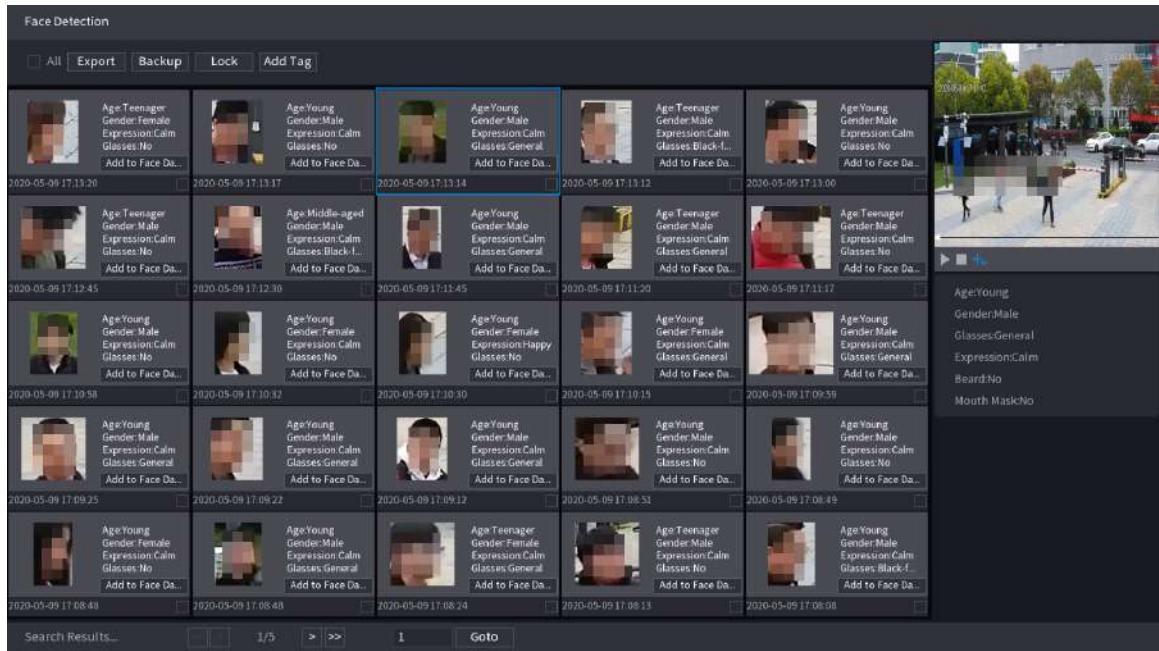 Face Detection
All Export Backup Lock Add Tag
Age:Teenager
Gender:Female
Expression:Calm
Glasses:No
Add to Face Da...
2020-05-09 17:13:20
Age:Young
Gender:Male
Expression:Calm
Glasses:No
Add to Face Da...
2020-05-09 17:13:17
Age:Young
Gender:Male
Expression:Calm
Glasses:General
Add to Face Da...
2020-05-09 17:13:14
Age:Teenager
Gender:Male
Expression:Calm
Glasses:Black-f...
Add to Face Da...
2020-05-09 17:13:12
Age:Young
Gender:Male
Expression:Calm
Glasses:No
Add to Face Da...
2020-05-09 17:13:00
Age:Teenager
Gender:Male
Expression:Calm
Glasses:No
Add to Face Da...
2020-05-09 17:12:45
Age:Middle-aged
Gender:Male
Expression:Calm
Glasses:Black-f...
Add to Face Da...
2020-05-09 17:12:30
Age:Young
Gender:Male
Expression:Calm
Glasses:General
Add to Face Da...
2020-05-09 17:11:45
Age:Young
Gender:Male
Expression:Calm
Glasses:General
Add to Face Da...
2020-05-09 17:11:20
Age:Teenager
Gender:Male
Expression:Calm
Glasses:No
Add to Face Da...
2020-05-09 17:11:17
Age:Young
Gender:Male
Expression:Calm
Glasses:No
Add to Face Da...
2020-05-09 17:10:58
Age:Young
Gender:Female
Expression:Calm
Glasses:No
Add to Face Da...
2020-05-09 17:10:32
Age:Young
Gender:Female
Expression:Happy
Glasses:No
Add to Face Da...
2020-05-09 17:10:30
Age:Young
Gender:Female
Expression:Calm
Glasses:General
Add to Face Da...
2020-05-09 17:10:15
Age:Young
Gender:Male
Expression:Calm
Glasses:General
Add to Face Da...
2020-05-09 17:09:59
Age:Young
Gender:Male
Expression:Calm
Glasses:General
Add to Face Da...
2020-05-09 17:09:25
Age:Young
Gender:Male
Expression:Calm
Glasses:General
Add to Face Da...
2020-05-09 17:09:22
Age:Young
Gender:Male
Expression:Calm
Glasses:General
Add to Face Da...
2020-05-09 17:09:12
Age:Young
Gender:Male
Expression:Calm
Glasses:No
Add to Face Da...
2020-05-09 17:08:51
Age:Young
Gender:Male
Expression:Calm
Glasses:No
Add to Face Da...
2020-05-09 17:08:49
Age:Young
Gender:Female
Expression:Calm
Glasses:No
Add to Face Da...
2020-05-09 17:08:48
Age:Young
Gender:Male
Expression:Calm
Glasses:General
Add to Face Da...
2020-05-09 17:08:48
Age:Teenager
Gender:Female
Expression:Calm
Glasses:General
Add to Face Da...
2020-05-09 17:08:24
Age:Teenager
Gender:Male
Expression:Calm
Glasses:No
Add to Face Da...
2020-05-09 17:08:13
Age:Young
Gender:Male
Expression:Calm
Glasses:Black-f...
Add to Face Da...
2020-05-09 17:08:08
Age:Young
Gender:Male
Glasses:General
Expression:Calm
Beard:No
Mouth Mask:No
Search Results... 1/5 > >> 1 Goto